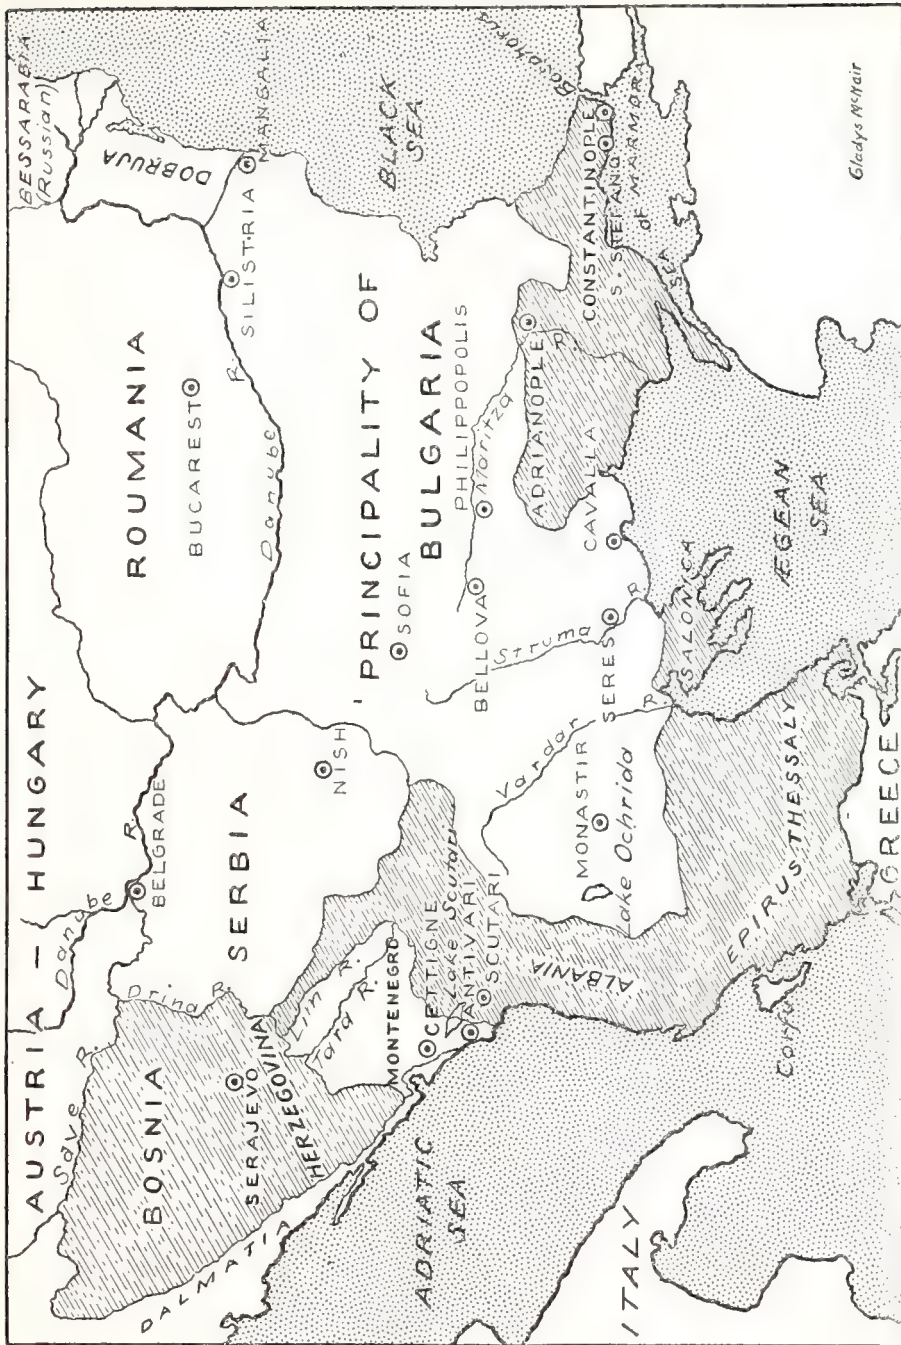 AUSTRIA — HUNGARY
BESSARABIA
(Russian)
DOBRUJA
MANGALIA
ROUMANIA
BUCAREST
SILISTRIA
R.
Danube
BLACK
SEA
BOSPHORUS
Save R.
Danube R.
BELGRADE
Drina R.
BOSNIA
SERAJEVO
HERZEGOVINA
DALMATIA
SERBIA
NISH
PRINCIPALITY OF
BULGARIA
SOFIA
PHILIPPOPOLIS
Maritza
R.
BELLOVA
ADRIANOPLE
CONSTANTINOPLE
S. STEFANO
SEA OF MARMORA
Lim R.
Tara R.
MONTENEGRO
CETTIGNE
Lake Scutari
ANTIVARI
SCUTARI
Struma R.
Vardar R.
SERES
CAVALLA
MONASTIR
Lake Ochrida
SALONICA
ALBANIA
EPIRUS
THESSALY
ADRIATIC
SEA
ÆGEAN
SEA
ITALY
Corfu
GREECE
Gladys McNair